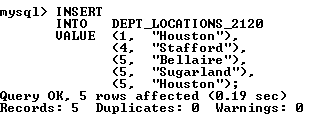 mysql> INSERT
INTO DEPT_LOCATIONS_2120
VALUE (1, "Houston"),
(4, "Stafford"),
(5, "Bellaire"),
(5, "Sugarland"),
(5, "Houston");
Query OK, 5 rows affected (0.19 sec)
Records: 5 Duplicates: 0 Warnings: 0